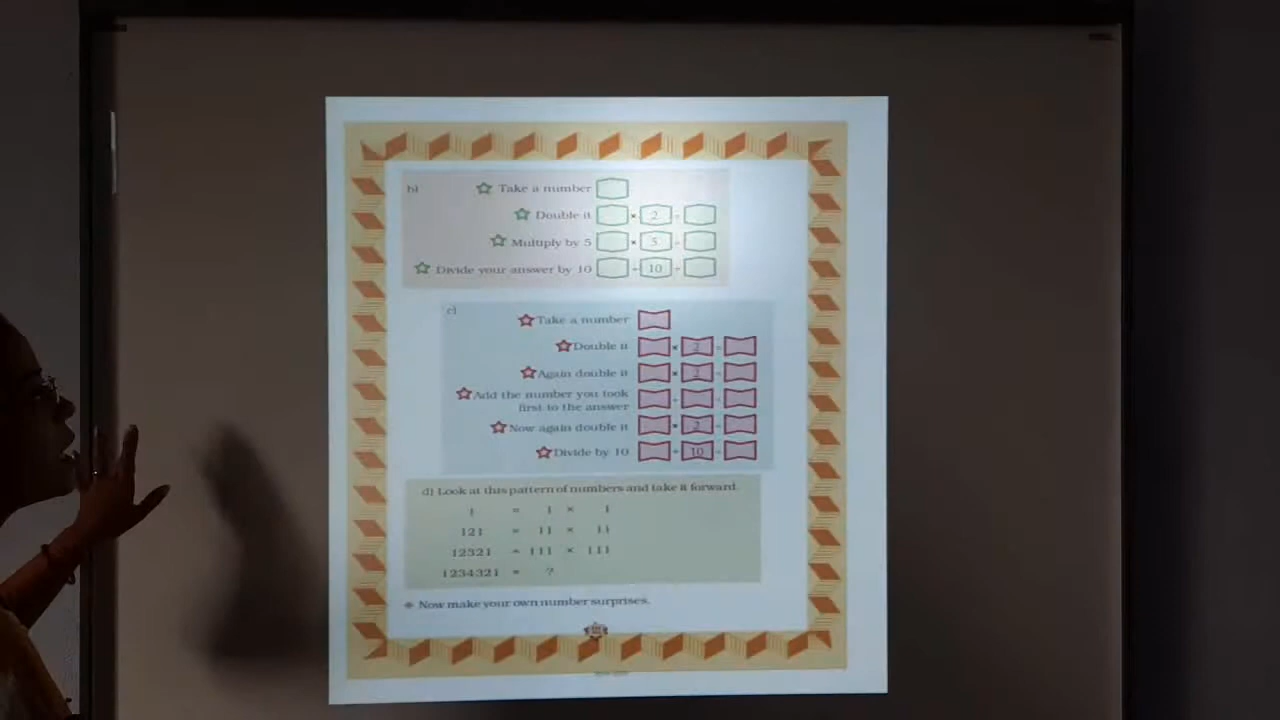 b)
Take a number
Double it × 2 =
Multiply by 5 × 5 =
Divide your answer by 10 ÷ 10 =
c)
Take a number
Double it × 2 =
Again double it × 2 =
Add the number you took
first to the answer + =
Now again double it × 2 =
Divide by 10 ÷ 10 =
d) Look at this pattern of numbers and take it forward.
1 = 1 × 1
121 = 11 × 11
12321 = 111 × 111
1234321 = ?
Now make your own number surprises.